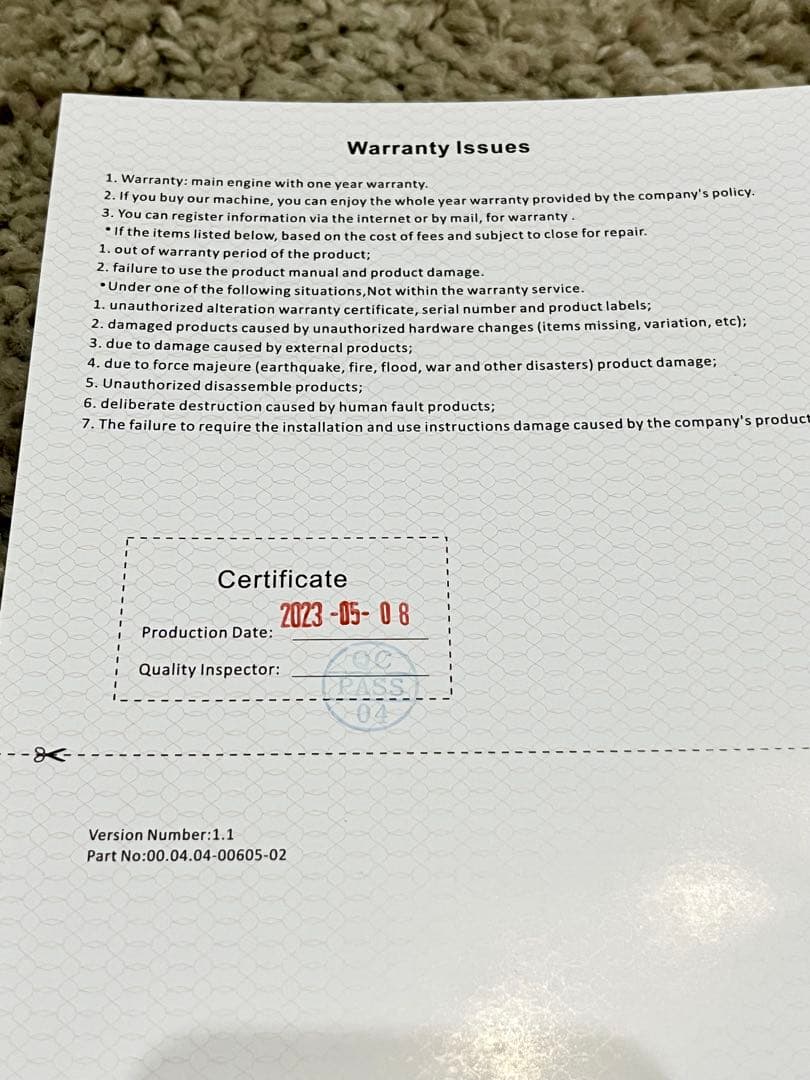 Warranty Issues
1. Warranty: main engine with one year warranty.
2. If you buy our machine, you can enjoy the whole year warranty provided by the company's policy.
3. You can register information via the internet or by mail, for warranty .
• If the items listed below, based on the cost of fees and subject to close for repair.
1. out of warranty period of the product;
2. failure to use the product manual and product damage.
•Under one of the following situations,Not within the warranty service.
1. unauthorized alteration warranty certificate, serial number and product labels;
2. damaged products caused by unauthorized hardware changes (items missing, variation, etc);
3. due to damage caused by external products;
4. due to force majeure (earthquake, fire, flood, war and other disasters) product damage;
5. Unauthorized disassemble products;
6. deliberate destruction caused by human fault products;
7. The failure to require the installation and use instructions damage caused by the company's product
Certificate
Production Date: 2023-05-08
Quality Inspector:
QC
PASS
04
Version Number:1.1
Part No:00.04.04-00605-02